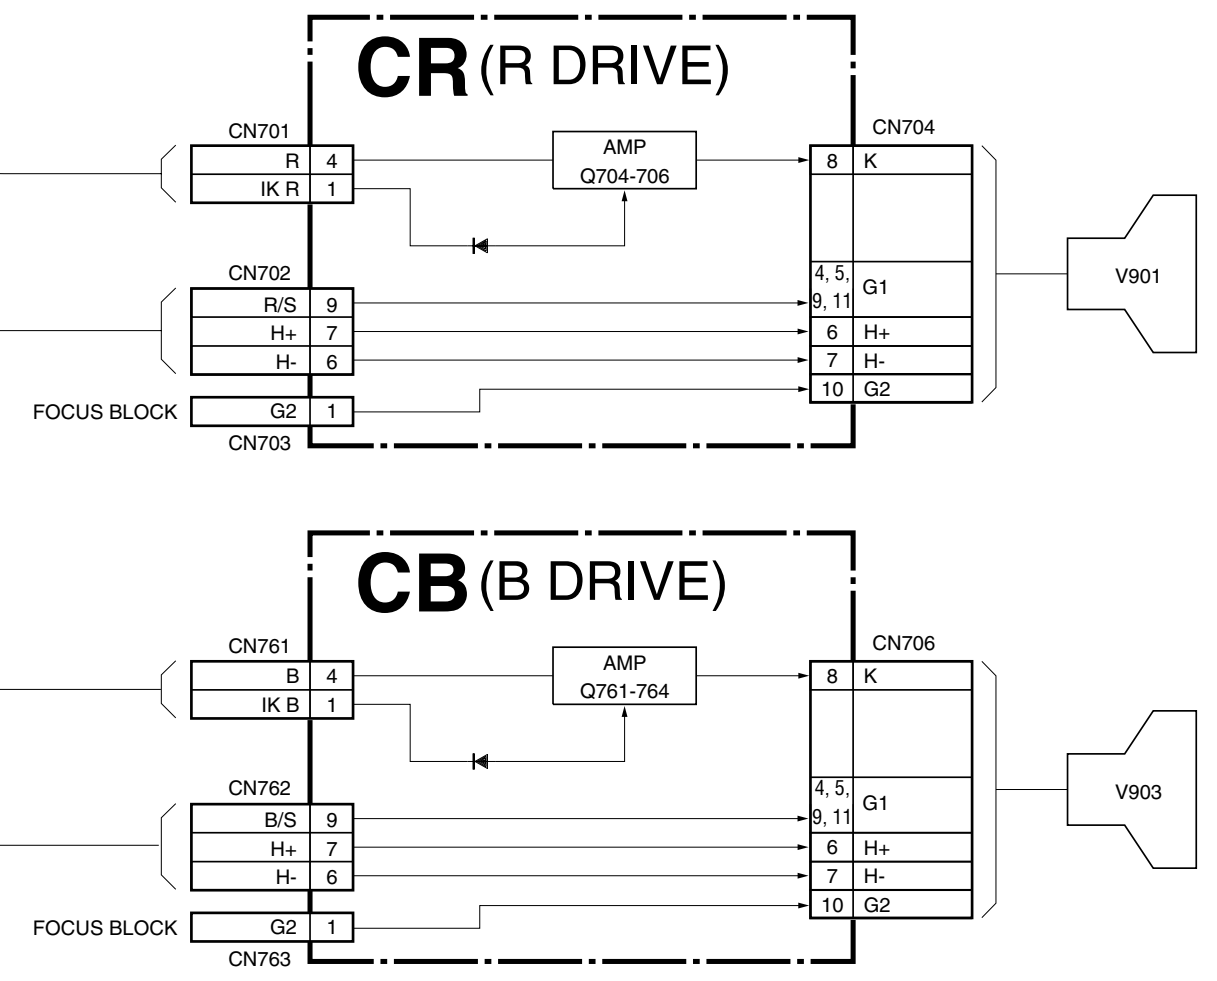 CR (R DRIVE)
CN701
R 4
IK R 1
AMP
Q704-706
CN704
8 K
CN702
R/S 9
H+ 7
H- 6
4, 5,
9, 11
G1
6 H+
7 H-
10 G2
V901
FOCUS BLOCK G2 1
CN703
CB (B DRIVE)
CN761
B 4
IK B 1
AMP
Q761-764
CN706
8 K
CN762
B/S 9
H+ 7
H- 6
4, 5,
9, 11
G1
6 H+
7 H-
10 G2
V903
FOCUS BLOCK G2 1
CN763